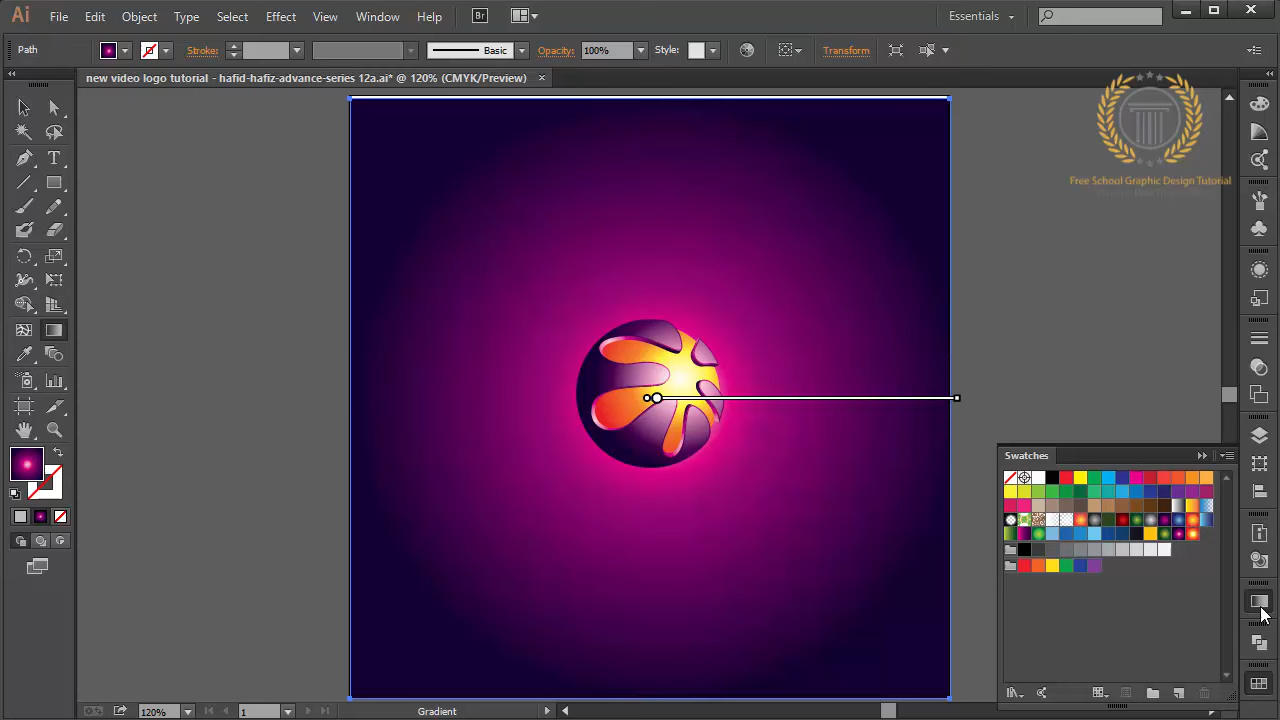 Ai File Edit Object Type Select Effect View Window Help Br Essentials
Path Stroke: Basic Opacity: 100% Style: Transform
new video logo tutorial - hafid-hafiz-advance-series 12a.ai* @ 120% (CMYK/Preview)
Free School Graphic Design Tutorial
Swatches
120% 1 Gradient